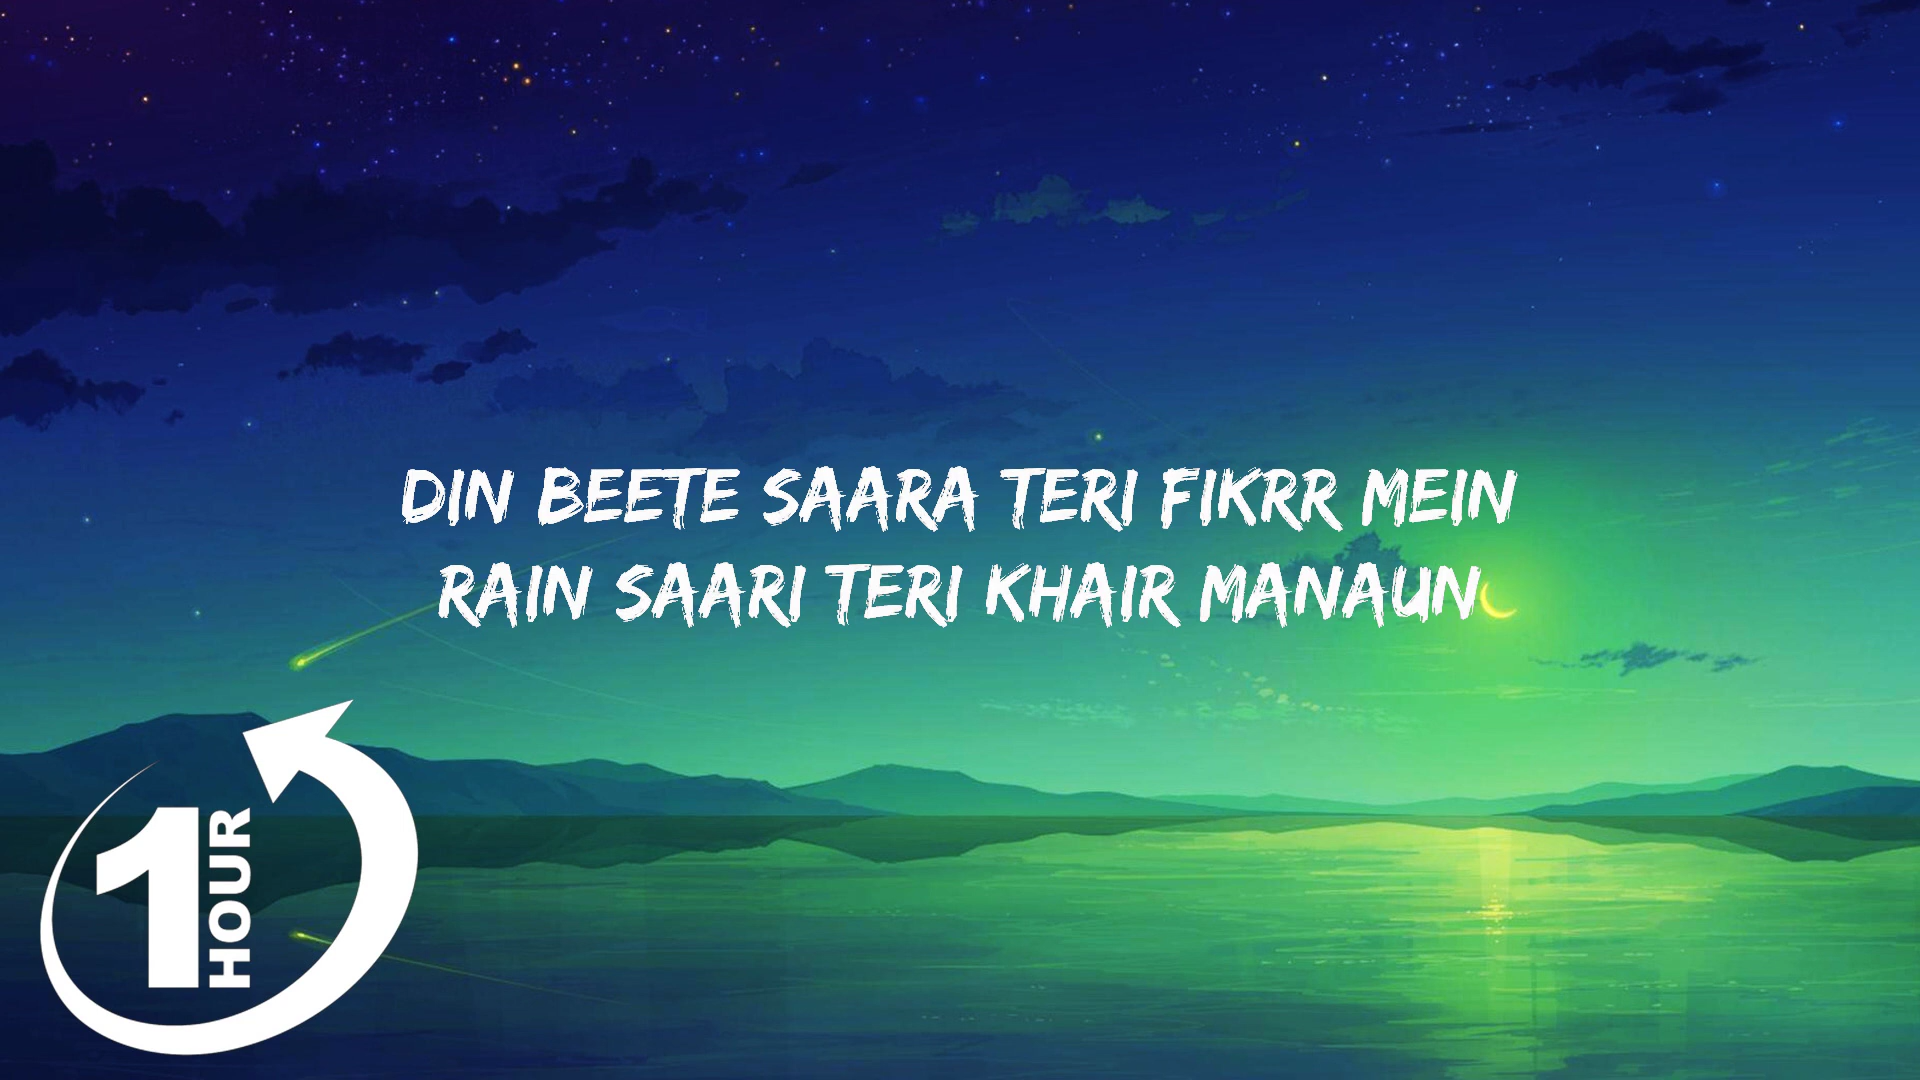 DIN BEETE SAARA TERI FIKRR MEIN
RAIN SAARI TERI KHAIR MANAUN
1 HOUR